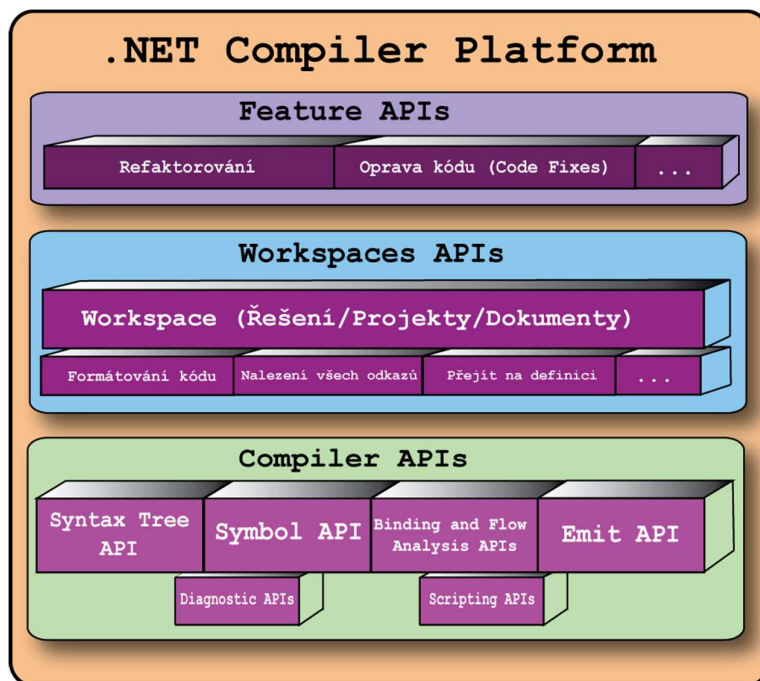 .NET Compiler Platform
Feature APIs
Refaktorování
Oprava kódu (Code Fixes)
...
Workspaces APIs
Workspace (Řešení/Projekty/Dokumenty)
Formátování kódu
Nalezení všech odkazů
Přejít na definici
...
Compiler APIs
Syntax Tree
API
Symbol API
Binding and Flow
Analysis APIs
Emit API
Diagnostic APIs
Scripting APIs